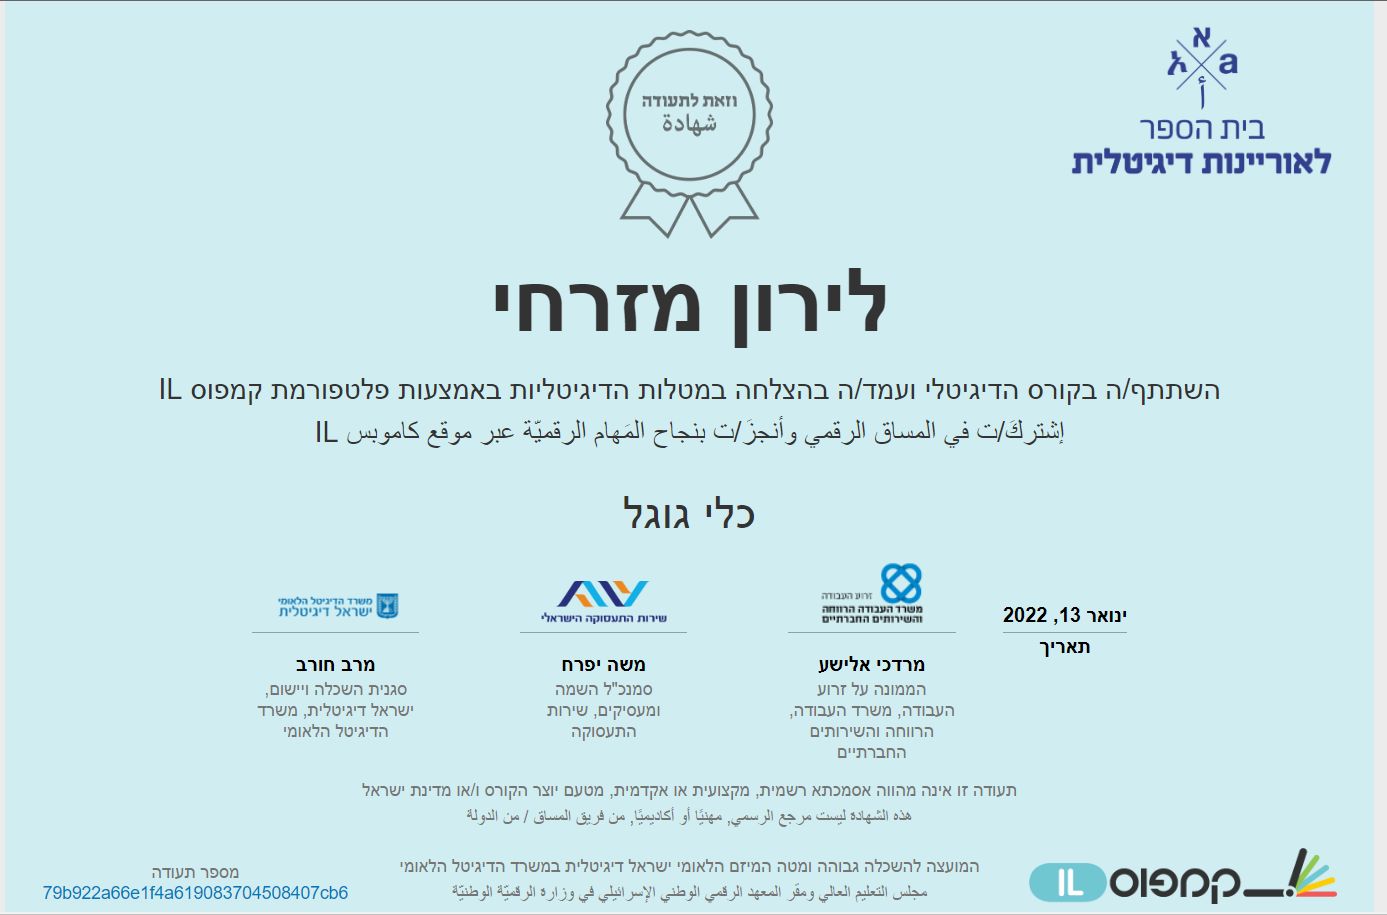 א
አ a
أ
בית הספר
לאוריינות דיגיטלית
וזאת לתעודה
شهادة
לירון מזרחי
השתתף/ה בקורס הדיגיטלי ועמד/ה בהצלחה במטלות הדיגיטליות באמצעות פלטפורמת קמפוס IL
إشتركَ/ت في المساق الرقمي وأنجزَ/ت بنجاح المَهام الرقميّة عبر موقع كاموبس IL
כלי גוגל
ינואר 13, 2022
תאריך
זרוע העבודה
משרד העבודה הרווחה
והשירותים החברתיים
מרדכי אלישע
הממונה על זרוע
העבודה, משרד העבודה,
הרווחה והשירותים
החברתיים
שירות התעסוקה הישראלי
משה יפרח
סמנכ"ל השמה
ומעסיקים, שירות
התעסוקה
משרד הדיגיטל הלאומי
ישראל דיגיטלית
מרב חורב
סגנית השכלה ויישום,
ישראל דיגיטלית, משרד
הדיגיטל הלאומי
תעודה זו אינה מהווה אסמכתא רשמית, מקצועית או אקדמית, מטעם יוצר הקורס ו/או מדינת ישראל
هذه الشهادة ليست مرجع الرسمي, مهنيًا أو أكاديميًا, من فريق المساق / من الدولة
קמפוס IL
המועצה להשכלה גבוהה ומטה המיזם הלאומי ישראל דיגיטלית במשרד הדיגיטל הלאומי
مجلس التعليم العالي ومقر المعهد الرقمي الوطني الإسرائيلي في وزارة الرقميّة الوطنيّة
מספר תעודה
79b922a66e1f4a619083704508407cb6